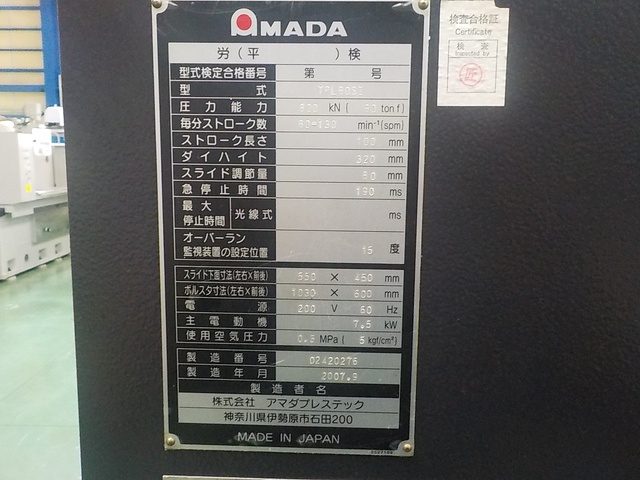 AMADA
労(平 )検
型式検定合格番号 第 号
型 式
圧力能力 kN ( tonf)
毎分ストローク数 min⁻¹(spm)
ストローク長さ 100 mm
ダイハイト 320 mm
スライド調節量 mm
急停止時間 190 ms
最大停止時間 光線式 ms
オーバーラン監視装置の設定位置 15 度
スライド下面寸法(左右×前後) 550 × 450 mm
ボルスタ寸法(左右×前後) × 600 mm
電源 200 V 60 Hz
主電動機 7.5 kW
使用空気圧力 MPa( kgf/cm²)
製造番号 02420276
製造年月 2007.9
製造者名
株式会社 アマダプレステック
神奈川県伊勢原市石田200
MADE IN JAPAN
検査合格証
Certificate
検査
Inspected by
匠